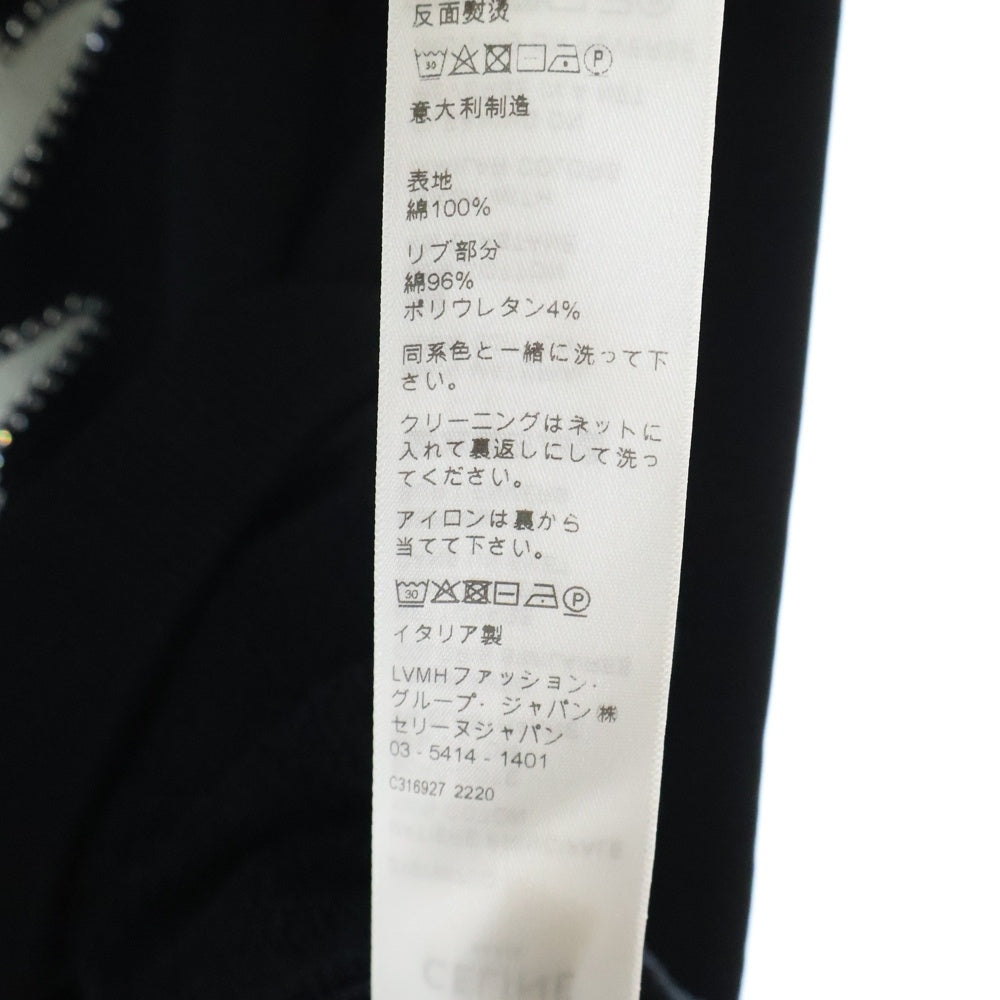 反面熨烫
30 P
意大利制造
表地
綿100%
リブ部分
綿96%
ポリウレタン4%
同系色と一緒に洗って下
さい。
クリーニングはネットに
入れて裏返しにして洗っ
てください。
アイロンは裏から
当てて下さい。
30 P
イタリア製
LVMHファッション·
グループ·ジャパン㈱
セリーヌジャパン
03 - 5414 - 1401
C316927 2220